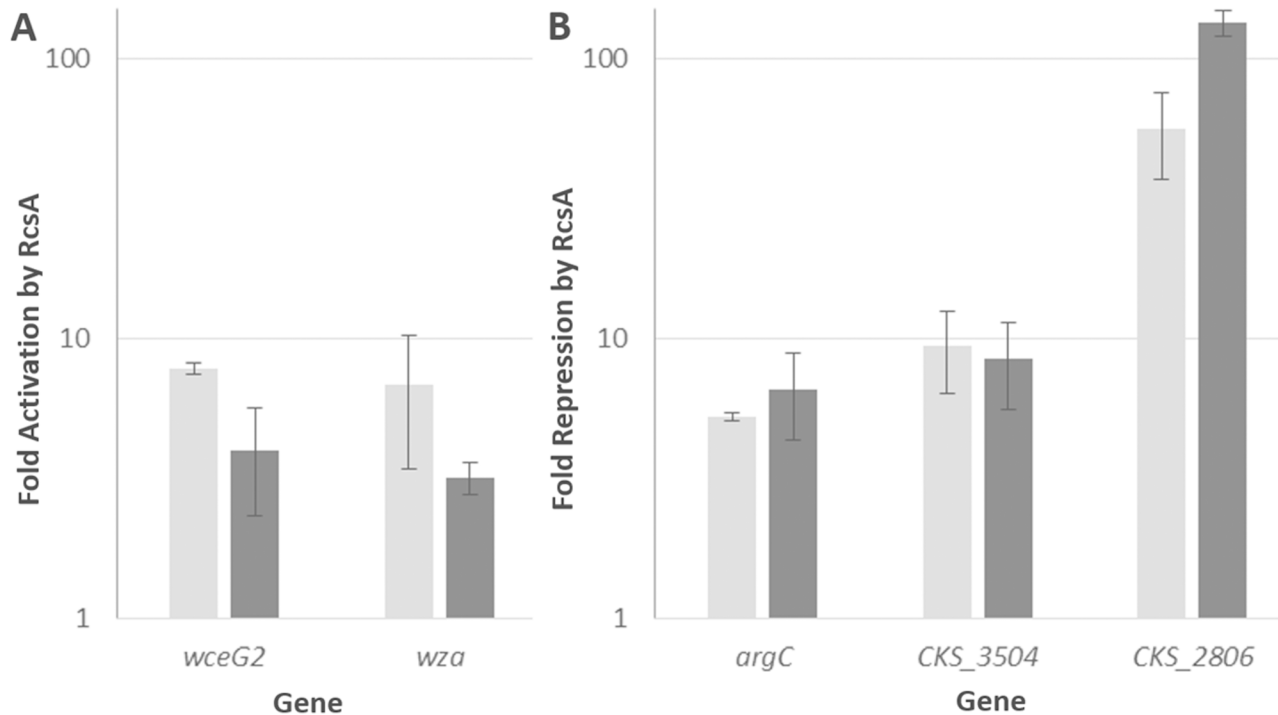 A
100
10
1
Fold Activation by RcsA
wceG2
wza
Gene
B
100
10
1
Fold Repression by RcsA
argC
CKS_3504
CKS_2806
Gene